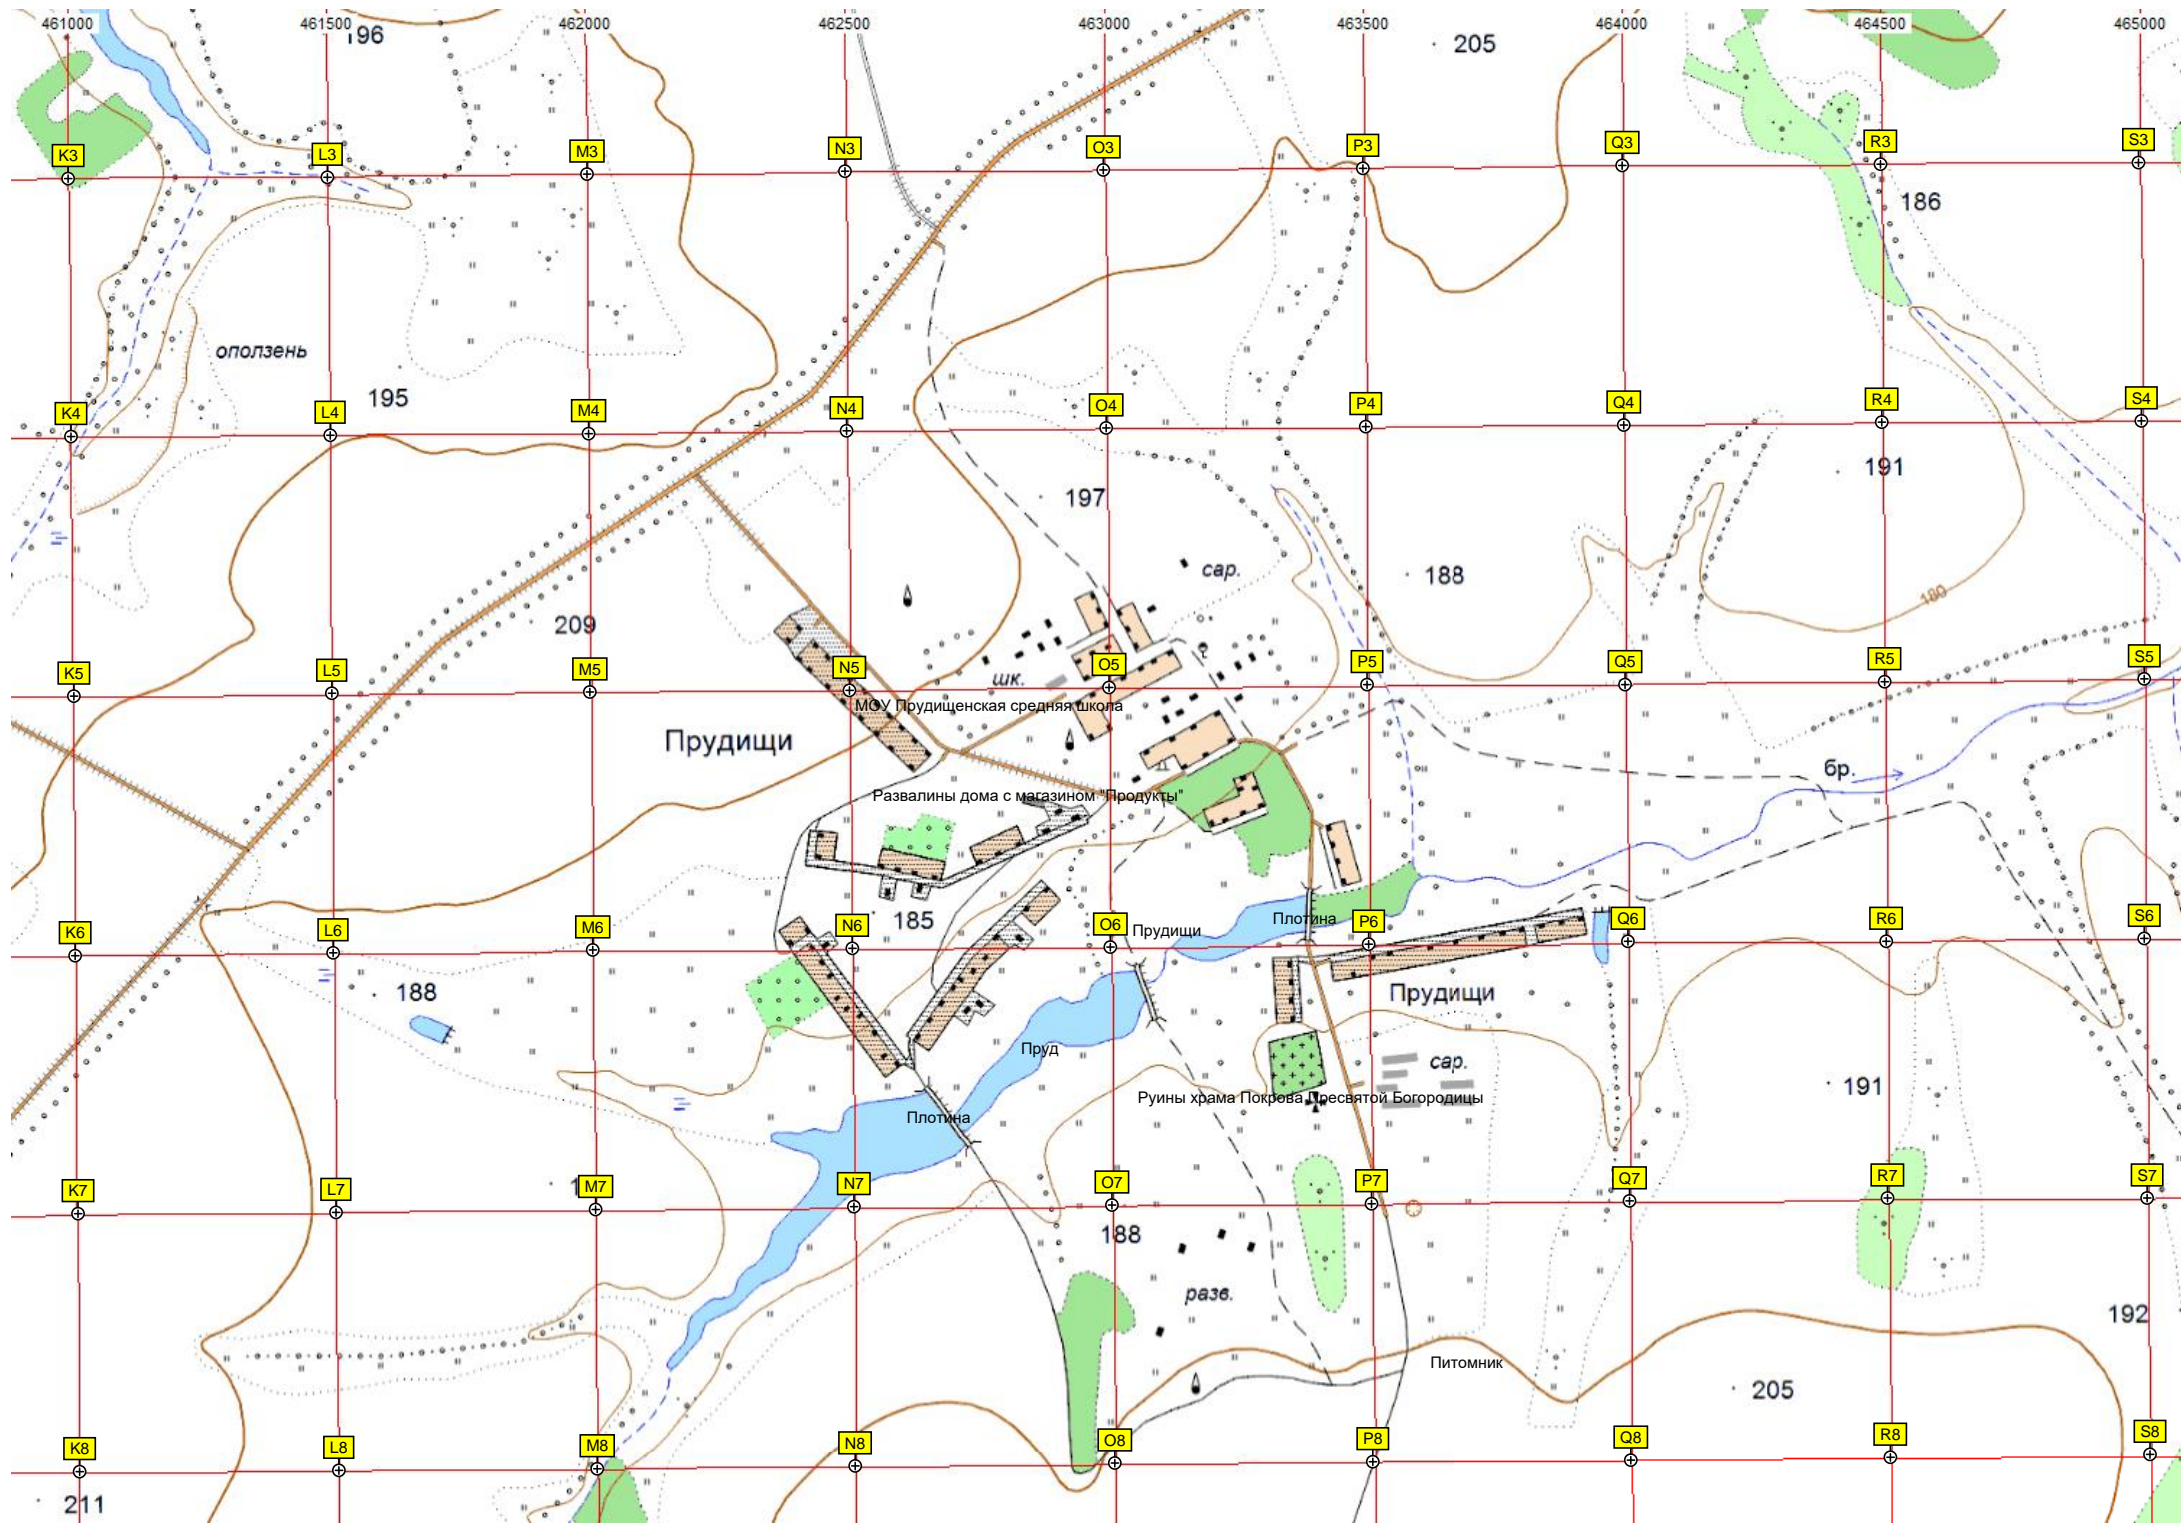 461000 461500 462000 462500 463000 463500 464000 464500 465000
196 205
K3 L3 M3 N3 O3 P3 Q3 R3 S3
186
оползень
195
K4 L4 M4 N4 O4 P4 Q4 R4 S4
197 191
сар. 188
180
209
K5 L5 M5 N5 O5 P5 Q5 R5 S5
шк.
МОУ Прудищенская средняя школа
Прудищи
бр.
Развалины дома с магазином "Продукты"
185
Плотина
Прудищи
K6 L6 M6 N6 O6 P6 Q6 R6 S6
188 Прудищи
Пруд
сар.
191
Руины храма Покрова Пресвятой Богородицы
Плотина
K7 L7 M7 N7 O7 P7 Q7 R7 S7
188
разв.
192
Питомник
205
K8 L8 M8 N8 O8 P8 Q8 R8 S8
211